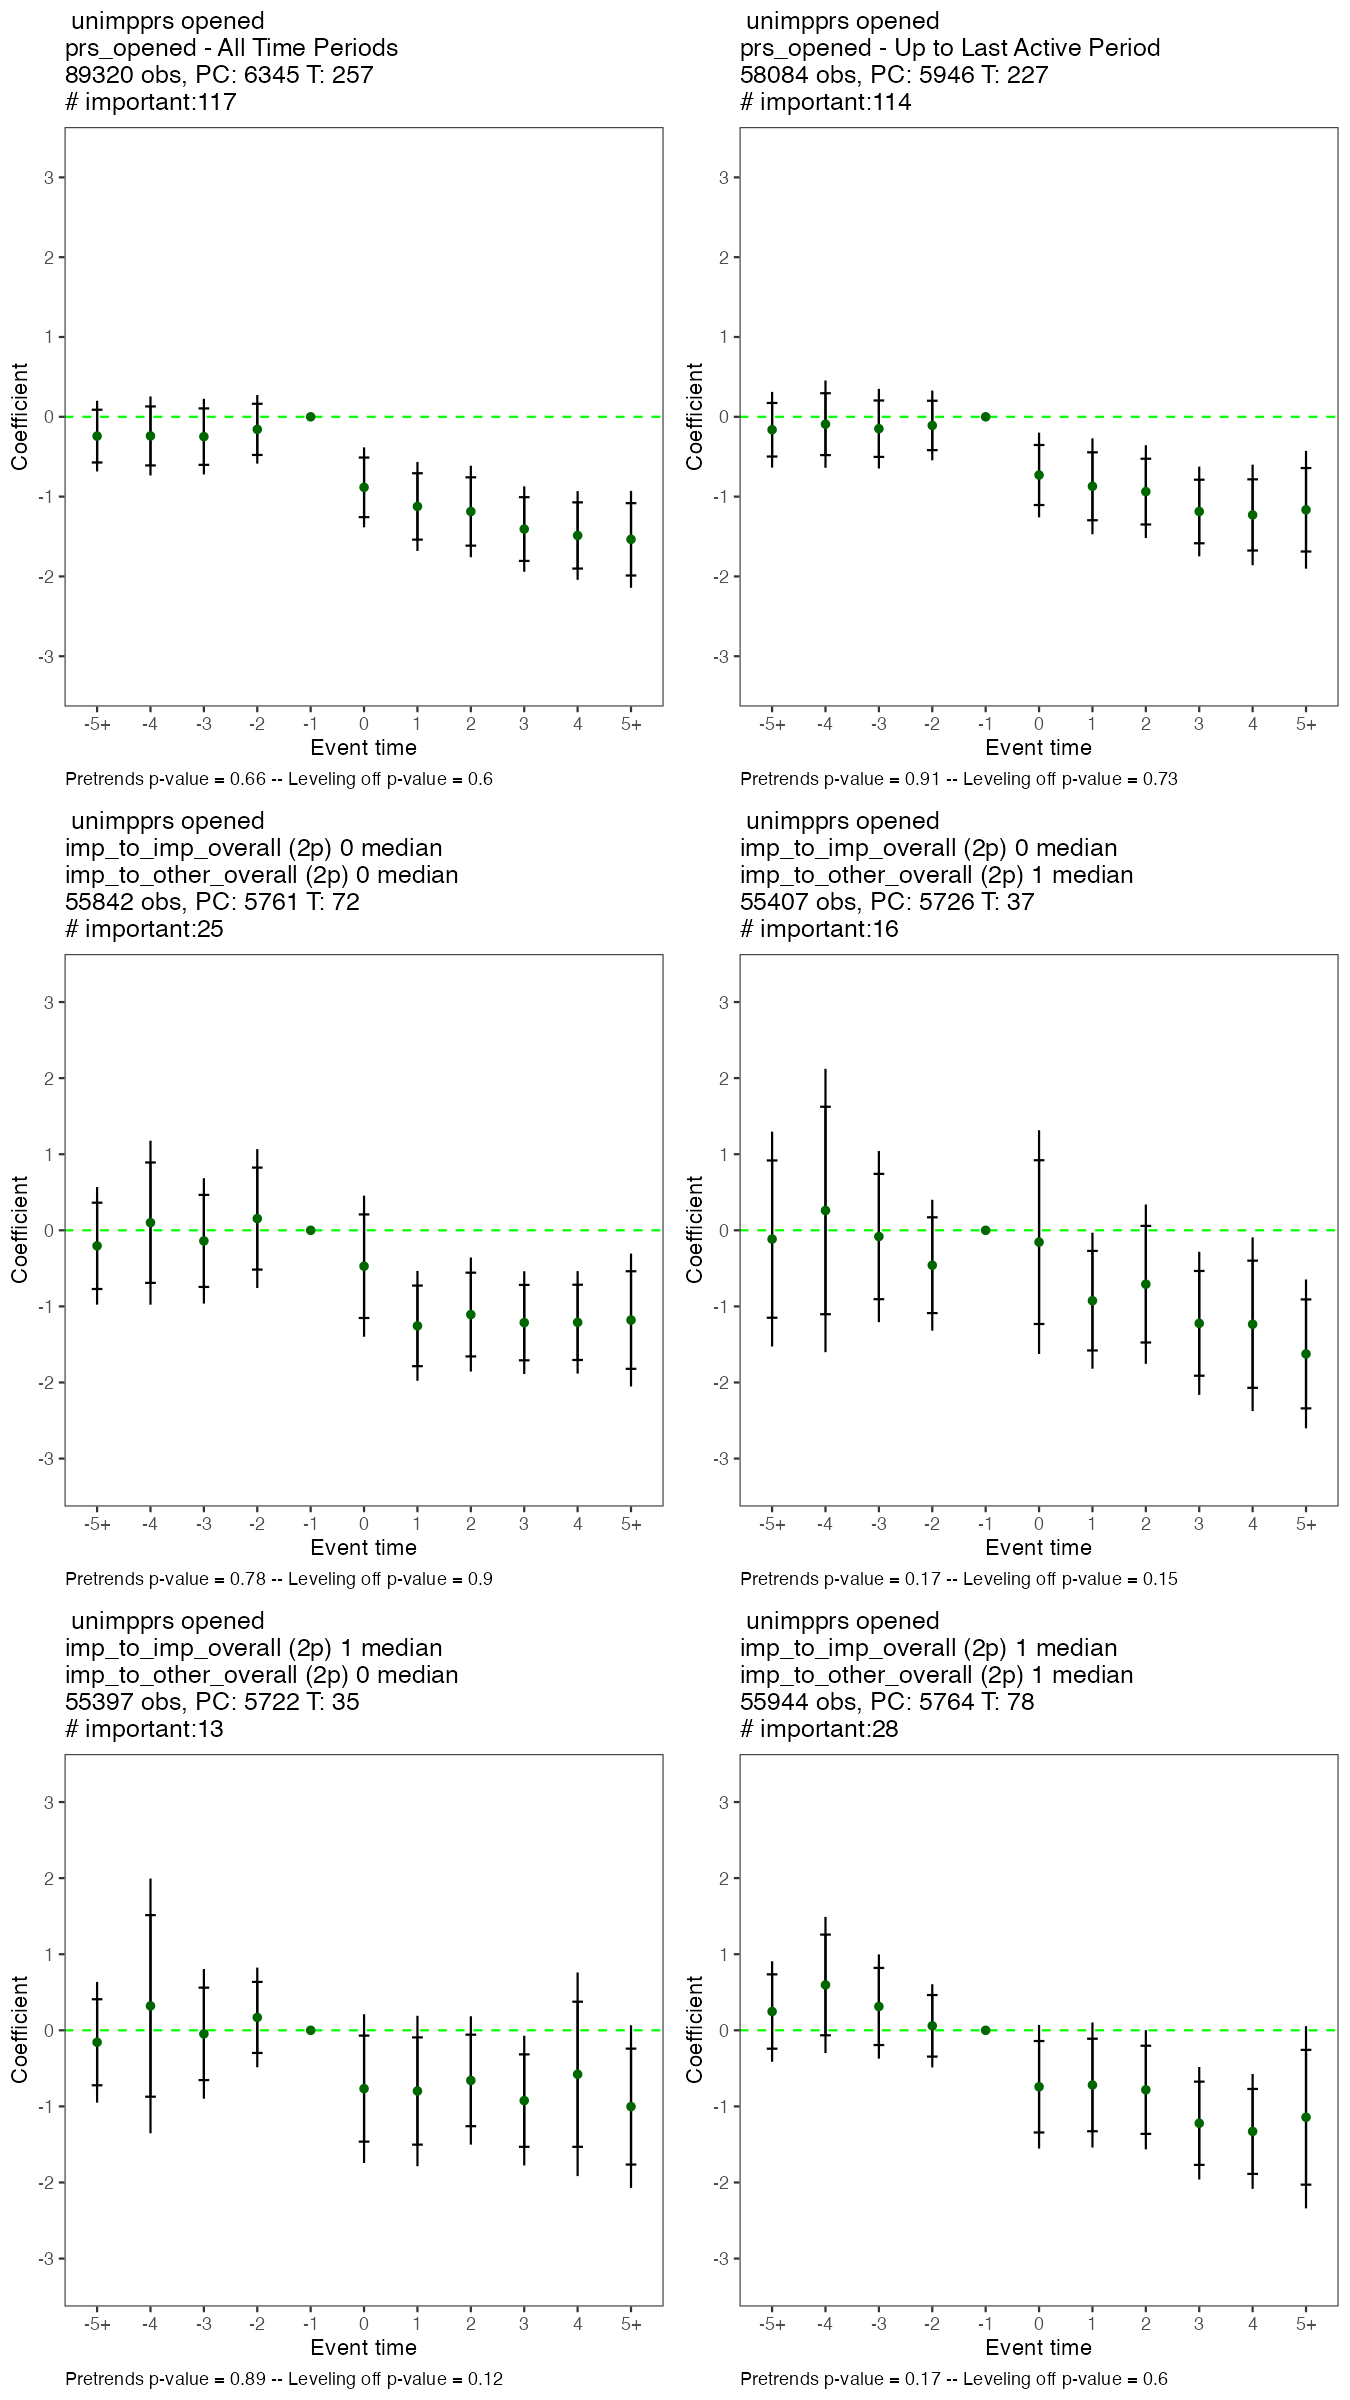 unimpprs opened
prs_opened - All Time Periods
89320 obs, PC: 6345 T: 257
# important:117
3
2
1
0
-1
-2
-3
Coefficient
-5+ -4 -3 -2 -1 0 1 2 3 4 5+
Event time
Pretrends p-value = 0.66 -- Leveling off p-value = 0.6
unimpprs opened
prs_opened - Up to Last Active Period
58084 obs, PC: 5946 T: 227
# important:114
3
2
1
0
-1
-2
-3
Coefficient
-5+ -4 -3 -2 -1 0 1 2 3 4 5+
Event time
Pretrends p-value = 0.91 -- Leveling off p-value = 0.73
unimpprs opened
imp_to_imp_overall (2p) 0 median
imp_to_other_overall (2p) 0 median
55842 obs, PC: 5761 T: 72
# important:25
3
2
1
0
-1
-2
-3
Coefficient
-5+ -4 -3 -2 -1 0 1 2 3 4 5+
Event time
Pretrends p-value = 0.78 -- Leveling off p-value = 0.9
unimpprs opened
imp_to_imp_overall (2p) 0 median
imp_to_other_overall (2p) 1 median
55407 obs, PC: 5726 T: 37
# important:16
3
2
1
0
-1
-2
-3
Coefficient
-5+ -4 -3 -2 -1 0 1 2 3 4 5+
Event time
Pretrends p-value = 0.17 -- Leveling off p-value = 0.15
unimpprs opened
imp_to_imp_overall (2p) 1 median
imp_to_other_overall (2p) 0 median
55397 obs, PC: 5722 T: 35
# important:13
3
2
1
0
-1
-2
-3
Coefficient
-5+ -4 -3 -2 -1 0 1 2 3 4 5+
Event time
Pretrends p-value = 0.89 -- Leveling off p-value = 0.12
unimpprs opened
imp_to_imp_overall (2p) 1 median
imp_to_other_overall (2p) 1 median
55944 obs, PC: 5764 T: 78
# important:28
3
2
1
0
-1
-2
-3
Coefficient
-5+ -4 -3 -2 -1 0 1 2 3 4 5+
Event time
Pretrends p-value = 0.17 -- Leveling off p-value = 0.6